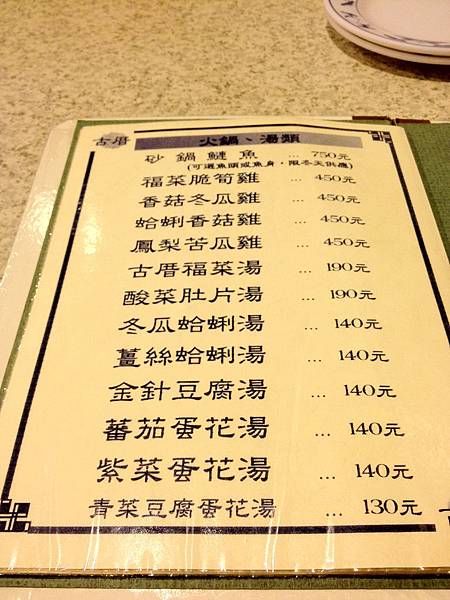 古厝 火鍋、湯類
砂鍋鰱魚 ... 750元
(可選魚頭或魚身，限冬天供應)
福菜脆筍雞 ... 450元
香菇冬瓜雞 ... 450元
蛤蜊香菇雞 ... 450元
鳳梨苦瓜雞 ... 450元
古厝福菜湯 ... 190元
酸菜肚片湯 ... 190元
冬瓜蛤蜊湯 ... 140元
薑絲蛤蜊湯 ... 140元
金針豆腐湯 ... 140元
蕃茄蛋花湯 ... 140元
紫菜蛋花湯 ... 140元
青菜豆腐蛋花湯 ... 130元